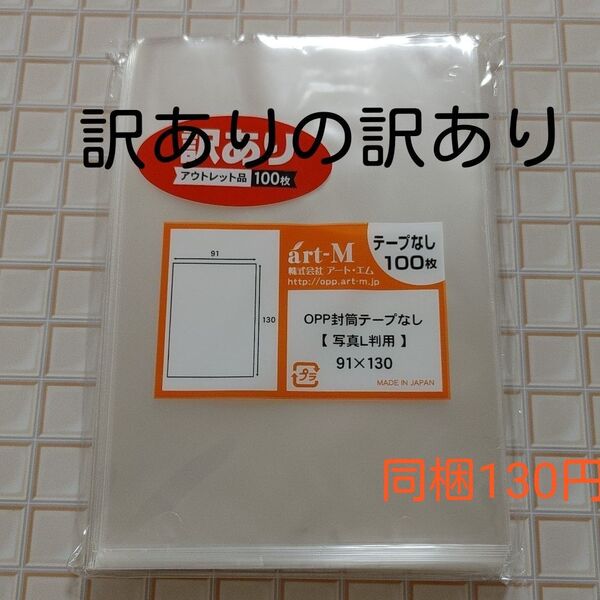 訳ありの訳あり
訳あり
アウトレット品 100枚
91
130
árt-M
株式会社 アート・エム
http://opp.art-m.jp
テープなし
100枚
OPP封筒テープなし
【 写真L判用 】
91×130
プラ
MADE IN JAPAN
同梱130円